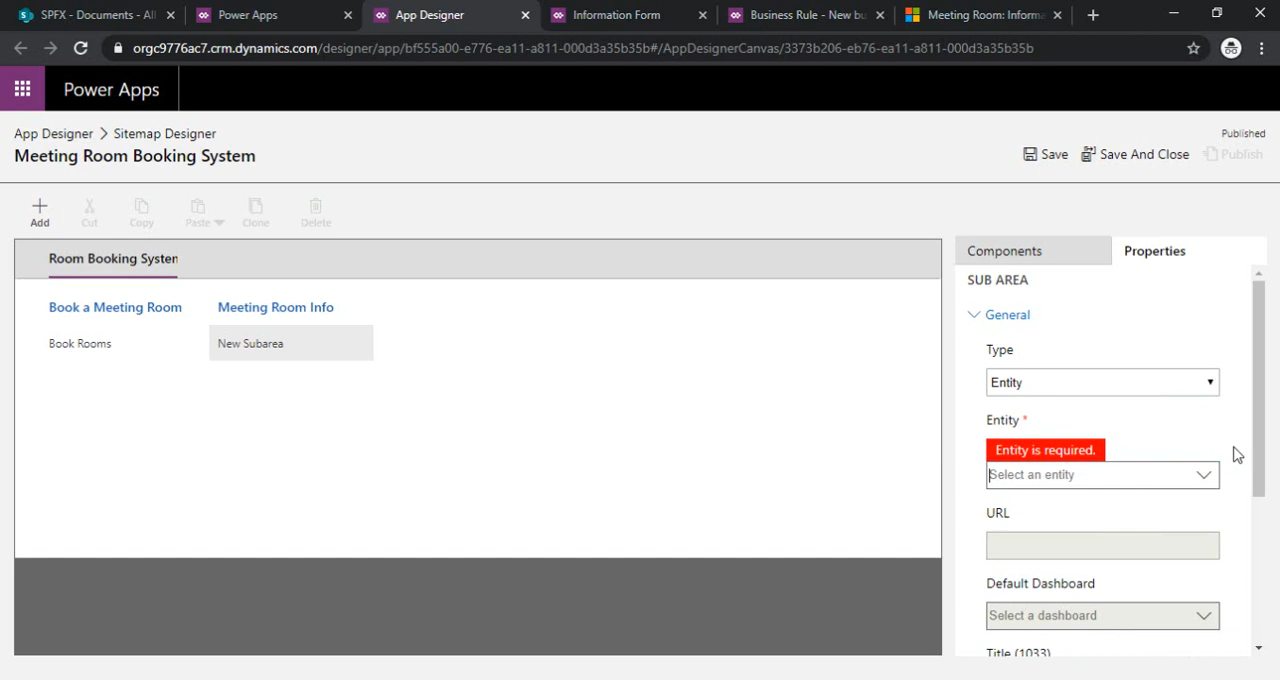 SPFX - Documents - All
Power Apps
App Designer
Information Form
Business Rule - New bu
Meeting Room: Informa
orgc9776ac7.crm.dynamics.com/designer/app/bf555a00-e776-ea11-a811-000d3a35b35b#/AppDesignerCanvas/3373b206-eb76-ea11-a811-000d3a35b35b
Power Apps
App Designer > Sitemap Designer
Published
Meeting Room Booking System
Save
Save And Close
Publish
Add
Cut
Copy
Paste
Clone
Delete
Room Booking System
Components
Properties
SUB AREA
Book a Meeting Room
Meeting Room Info
General
Book Rooms
New Subarea
Type
Entity
Entity *
Entity is required.
Select an entity
URL
Default Dashboard
Select a dashboard
Title (1033)